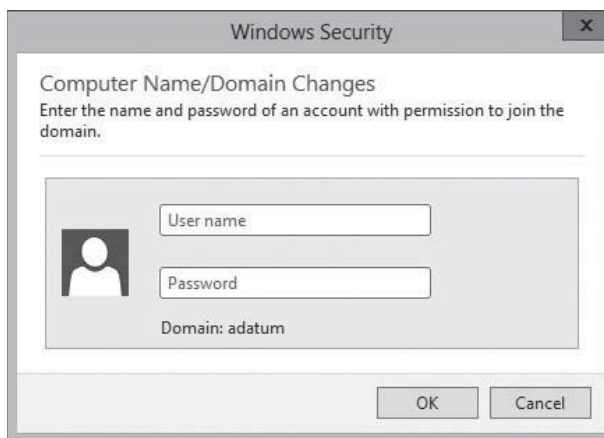 Windows Security
x
Computer Name/Domain Changes
Enter the name and password of an account with permission to join the
domain.
User name
Password
Domain: adatum
OK
Cancel